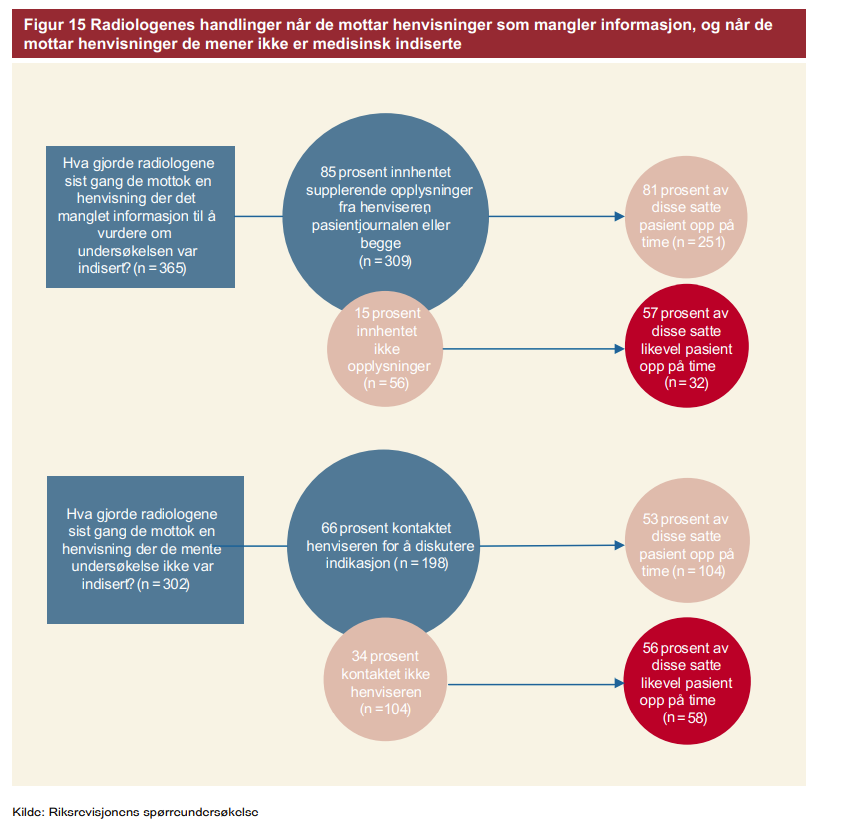 Figur 15 Radiologenes handlinger når de mottar henvisninger som mangler informasjon, og når de
mottar henvisninger de mener ikke er medisinsk indiserte
Hva gjorde radiologene
sist gang de mottok en
henvisning der det
manglet informasjon til å
vurdere om
undersøkelsen var
indisert? (n = 365)
85 prosent innhentet
supplerende opplysninger
fra henviseren,
pasientjournalen eller
begge
(n = 309)
81 prosent av
disse satte
pasient opp på
time (n = 251)
15 prosent
innhentet
ikke
opplysninger
(n = 56)
57 prosent av
disse satte
likevel pasient
opp på time
(n = 32)
Hva gjorde radiologene
sist gang de mottok en
henvisning der de mente
undersøkelse ikke var
indisert? (n = 302)
66 prosent kontaktet
henviseren for å diskutere
indikasjon (n = 198)
53 prosent av
disse satte
pasient opp på
time (n = 104)
34 prosent
kontaktet ikke
henviseren
(n =104)
56 prosent av
disse satte
likevel pasient
opp på time
(n = 58)
Kilde: Riksrevisjonens spørreundersøkelse